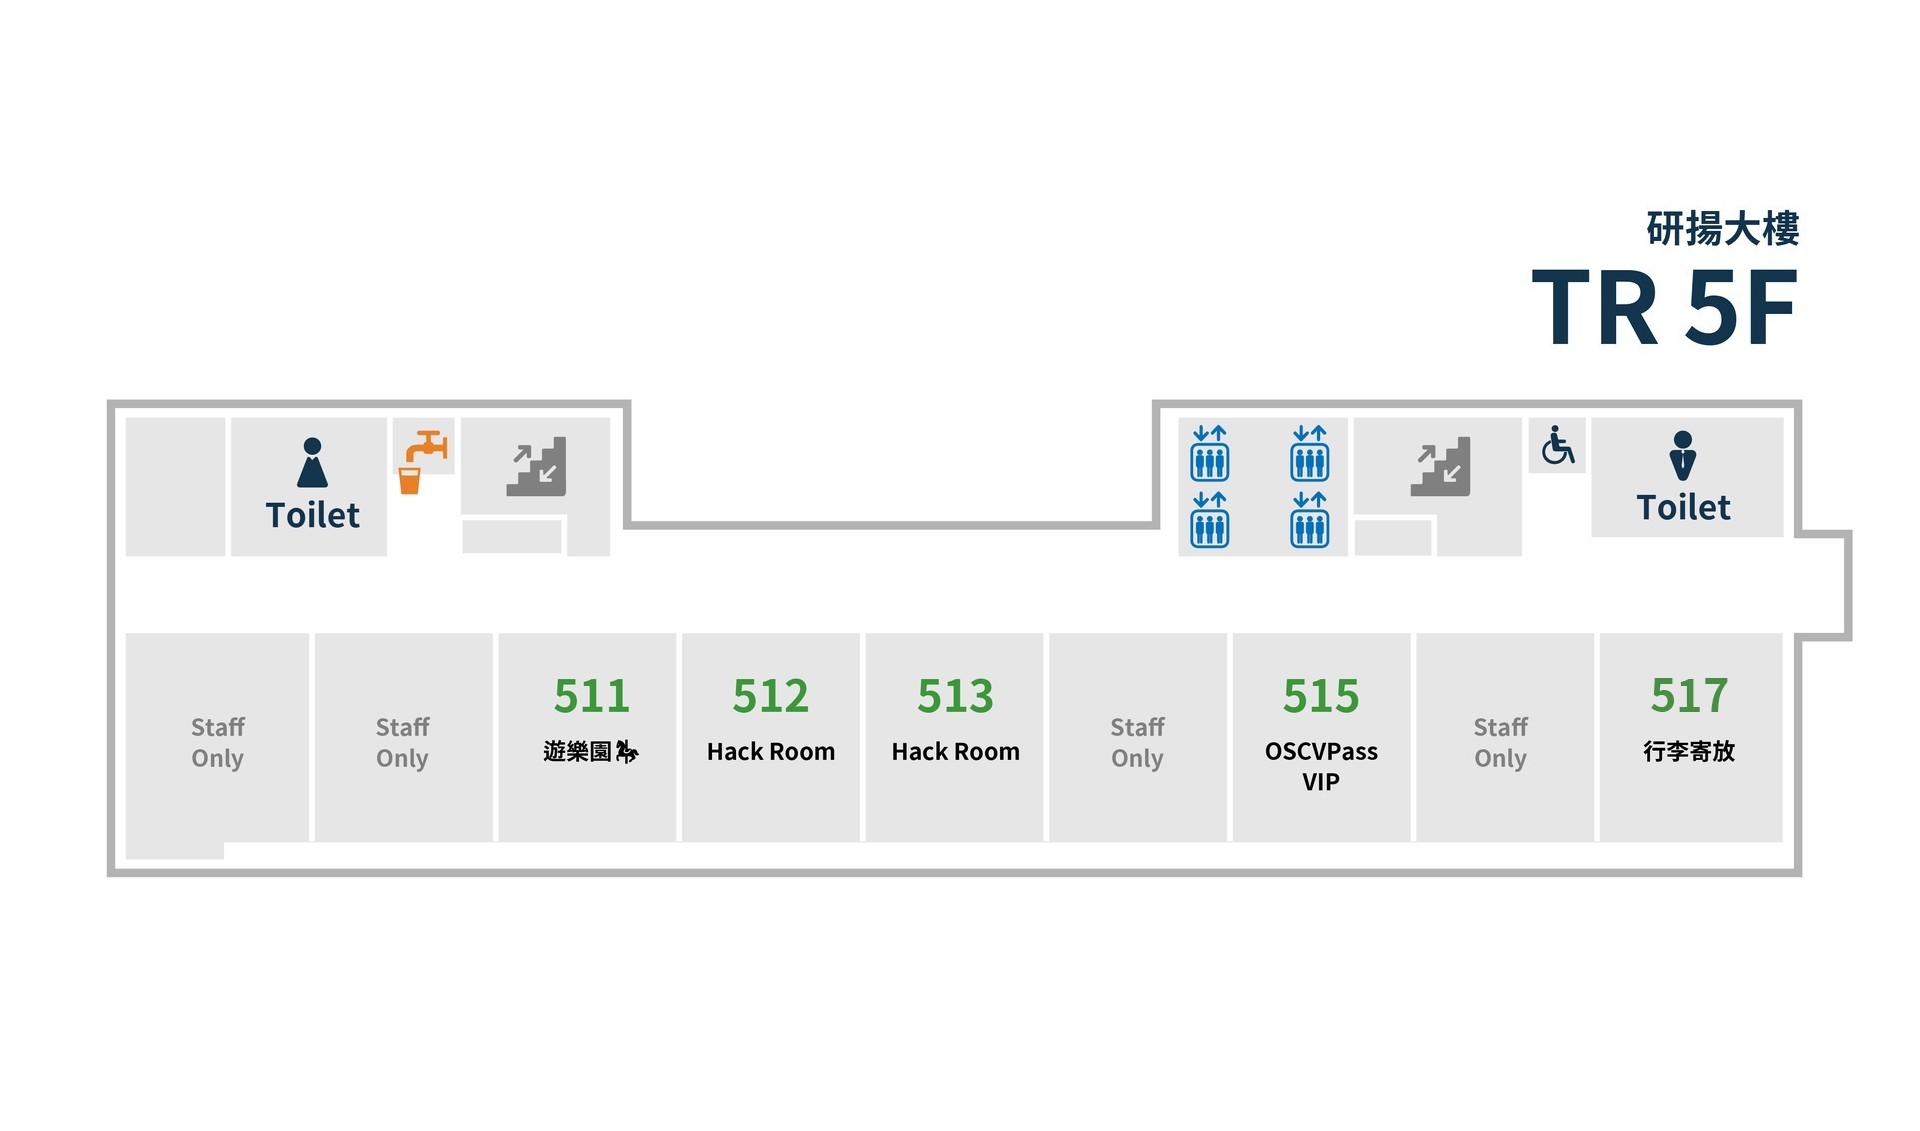 研揚大樓
TR 5F
Toilet
Toilet
Staff
Only
Staff
Only
511
遊樂園
512
Hack Room
513
Hack Room
Staff
Only
515
OSCVPass
VIP
Staff
Only
517
行李寄放